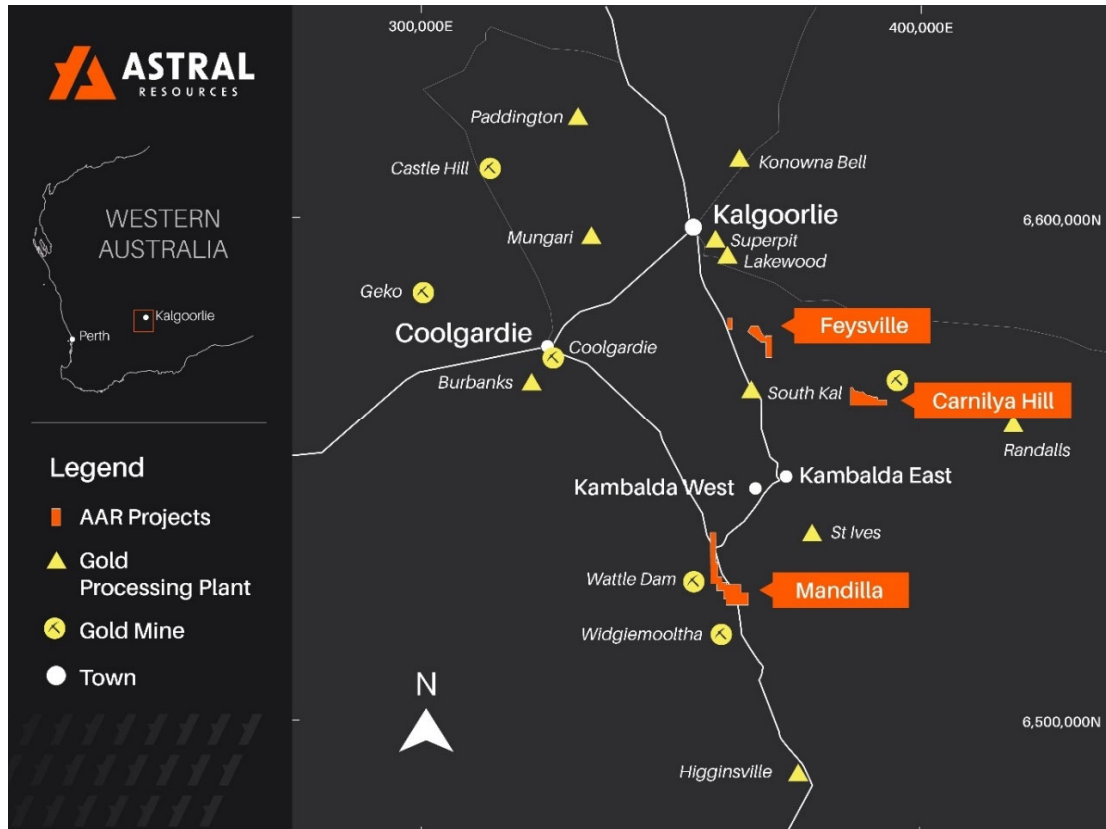 ASTRAL
RESOURCES
WESTERN
AUSTRALIA
Kalgoorlie
Perth
Legend
AAR Projects
Gold
Processing Plant
Gold Mine
Town
300,000E
400,000E
Paddington
Castle Hill
Konowna Bell
Kalgoorlie
6,600,000N
Mungari
Superpit
Lakewood
Geko
Feysville
Coolgardie
Coolgardie
Burbanks
South Kal
Carnilya Hill
Randalls
Kambalda West
Kambalda East
St Ives
Wattle Dam
Mandilla
Widgiemooltha
N
6,500,000N
Higginsville